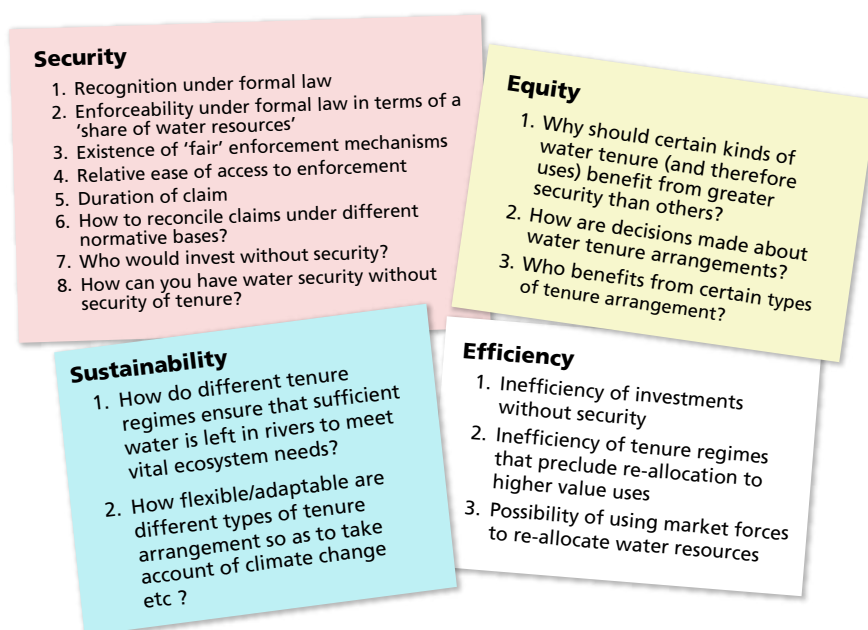 Security
1. Recognition under formal law
2. Enforceability under formal law in terms of a
‘share of water resources’
3. Existence of ‘fair’ enforcement mechanisms
4. Relative ease of access to enforcement
5. Duration of claim
6. How to reconcile claims under different
normative bases?
7. Who would invest without security?
8. How can you have water security without
security of tenure?
Equity
1. Why should certain kinds of
water tenure (and therefore
uses) benefit from greater
security than others?
2. How are decisions made about
water tenure arrangements?
3. Who benefits from certain types
of tenure arrangement?
Sustainability
1. How do different tenure
regimes ensure that sufficient
water is left in rivers to meet
vital ecosystem needs?
2. How flexible/adaptable are
different types of tenure
arrangement so as to take
account of climate change
etc ?
Efficiency
1. Inefficiency of investments
without security
2. Inefficiency of tenure regimes
that preclude re-allocation to
higher value uses
3. Possibility of using market forces
to re-allocate water resources